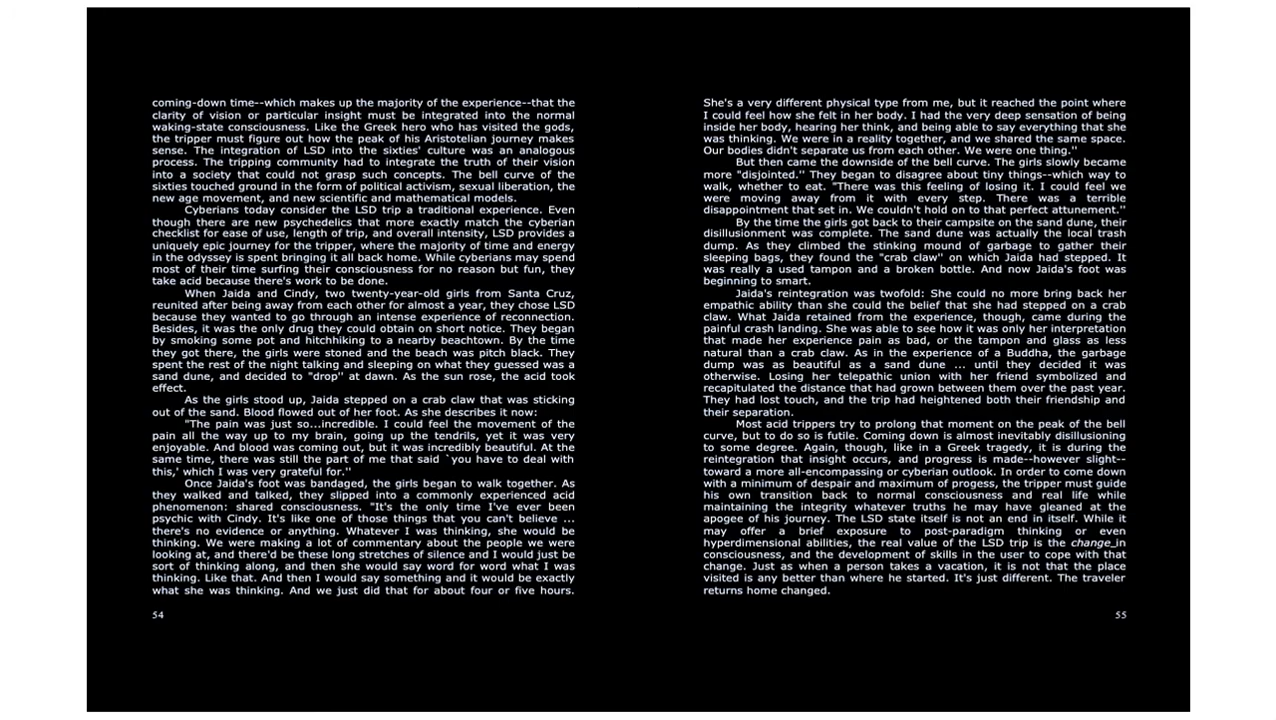 coming-down time--which makes up the majority of the experience--that the
clarity of vision or particular insight must be integrated into the normal
waking-state consciousness. Like the Greek hero who has visited the gods,
the tripper must figure out how the peak of his Aristotelian journey makes
sense. The integration of LSD into the sixties' culture was an analogous
process. The tripping community had to integrate the truth of their vision
into a society that could not grasp such concepts. The bell curve of the
sixties touched ground in the form of political activism, sexual liberation, the
new age movement, and new scientific and mathematical models.
Cyberians today consider the LSD trip a traditional experience. Even
though there are new psychedelics that more exactly match the cyberian
checklist for ease of use, length of trip, and overall intensity, LSD provides a
uniquely epic journey for the tripper, where the majority of time and energy
in the odyssey is spent bringing it all back home. While cyberians may spend
most of their time surfing their consciousness for no reason but fun, they
take acid because there's work to be done.
When Jaida and Cindy, two twenty-year-old girls from Santa Cruz,
reunited after being away from each other for almost a year, they chose LSD
because they wanted to go through an intense experience of reconnection.
Besides, it was the only drug they could obtain on short notice. They began
by smoking some pot and hitchhiking to a nearby beachtown. By the time
they got there, the girls were stoned and the beach was pitch black. They
spent the rest of the night talking and sleeping on what they guessed was a
sand dune, and decided to "drop'' at dawn. As the sun rose, the acid took
effect.
As the girls stood up, Jaida stepped on a crab claw that was sticking
out of the sand. Blood flowed out of her foot. As she describes it now:
"The pain was just so...incredible. I could feel the movement of the
pain all the way up to my brain, going up the tendrils, yet it was very
enjoyable. And blood was coming out, but it was incredibly beautiful. At the
same time, there was still the part of me that said `you have to deal with
this,' which I was very grateful for.''
Once Jaida's foot was bandaged, the girls began to walk together. As
they walked and talked, they slipped into a commonly experienced acid
phenomenon: shared consciousness. "It's the only time I've ever been
psychic with Cindy. It's like one of those things that you can't believe ...
there's no evidence or anything. Whatever I was thinking, she would be
thinking. We were making a lot of commentary about the people we were
looking at, and there'd be these long stretches of silence and I would just be
sort of thinking along, and then she would say word for word what I was
thinking. Like that. And then I would say something and it would be exactly
what she was thinking. And we just did that for about four or five hours.
54
She's a very different physical type from me, but it reached the point where
I could feel how she felt in her body. I had the very deep sensation of being
inside her body, hearing her think, and being able to say everything that she
was thinking. We were in a reality together, and we shared the same space.
Our bodies didn't separate us from each other. We were one thing.''
But then came the downside of the bell curve. The girls slowly became
more "disjointed.'' They began to disagree about tiny things--which way to
walk, whether to eat. "There was this feeling of losing it. I could feel we
were moving away from it with every step. There was a terrible
disappointment that set in. We couldn't hold on to that perfect attunement.''
By the time the girls got back to their campsite on the sand dune, their
disillusionment was complete. The sand dune was actually the local trash
dump. As they climbed the stinking mound of garbage to gather their
sleeping bags, they found the "crab claw'' on which Jaida had stepped. It
was really a used tampon and a broken bottle. And now Jaida's foot was
beginning to smart.
Jaida's reintegration was twofold: She could no more bring back her
empathic ability than she could the belief that she had stepped on a crab
claw. What Jaida retained from the experience, though, came during the
painful crash landing. She was able to see how it was only her interpretation
that made her experience pain as bad, or the tampon and glass as less
natural than a crab claw. As in the experience of a Buddha, the garbage
dump was as beautiful as a sand dune ... until they decided it was
otherwise. Losing her telepathic union with her friend symbolized and
recapitulated the distance that had grown between them over the past year.
They had lost touch, and the trip had heightened both their friendship and
their separation.
Most acid trippers try to prolong that moment on the peak of the bell
curve, but to do so is futile. Coming down is almost inevitably disillusioning
to some degree. Again, though, like in a Greek tragedy, it is during the
reintegration that insight occurs, and progress is made--however slight--
toward a more all-encompassing or cyberian outlook. In order to come down
with a minimum of despair and maximum of progess, the tripper must guide
his own transition back to normal consciousness and real life while
maintaining the integrity whatever truths he may have gleaned at the
apogee of his journey. The LSD state itself is not an end in itself. While it
may offer a brief exposure to post-paradigm thinking or even
hyperdimensional abilities, the real value of the LSD trip is the change_in
consciousness, and the development of skills in the user to cope with that
change. Just as when a person takes a vacation, it is not that the place
visited is any better than where he started. It's just different. The traveler
returns home changed.
55